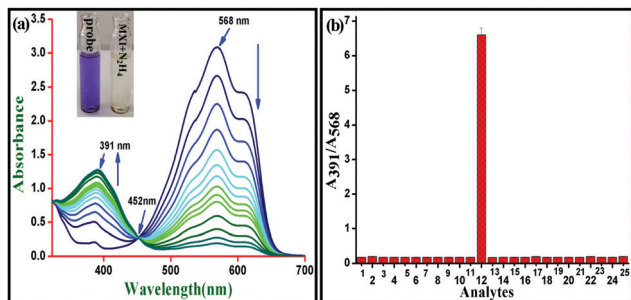 (a)
568 nm
probe
MXI+N₂H₄
391 nm
452nm
Absorbance
3.5
3.0
2.5
2.0
1.5
1.0
0.5
0.0
400 500 600 700
Wavelength(nm)
(b)
A391/A568
7
6
5
4
3
2
1
0
1 2 3 4 5 6 7 8 9 10 11 12 13 14 15 16 17 18 19 20 21 22 23 24 25
Analytes